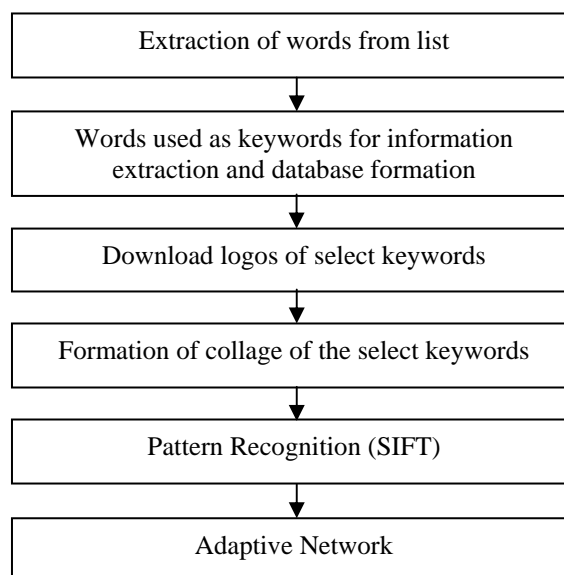 Extraction of words from list
Words used as keywords for information
extraction and database formation
Download logos of select keywords
Formation of collage of the select keywords
Pattern Recognition (SIFT)
Adaptive Network